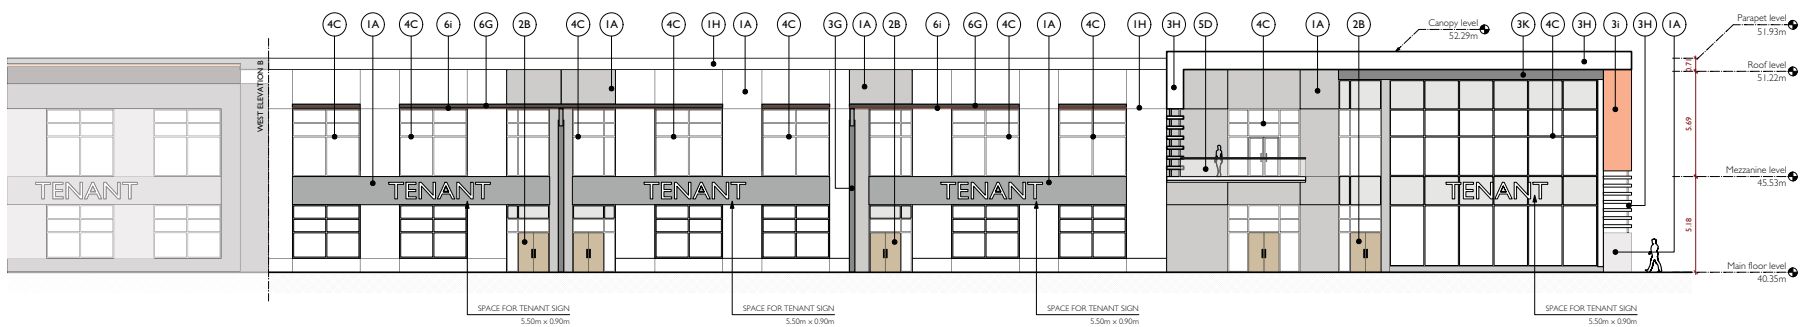 4C 1A 4C 6i 6G 2B 4C 1A 4C 1H 1A 4C 3G 1A 2B 6i 6G 4C 1A 4C 1H 3H 5D 4C 1A 2B 3K 4C 3H 3i 3H 1A
Canopy level
52.29m
Parapet level
51.93m
0.71
Roof level
51.22m
WEST ELEVATION B
5.69
Mezzanine level
45.53m
TENANT TENANT TENANT TENANT TENANT
5.18
Main floor level
40.35m
SPACE FOR TENANT SIGN
5.50m x 0.90m
SPACE FOR TENANT SIGN
5.50m x 0.90m
SPACE FOR TENANT SIGN
5.50m x 0.90m
SPACE FOR TENANT SIGN
5.50m x 0.90m